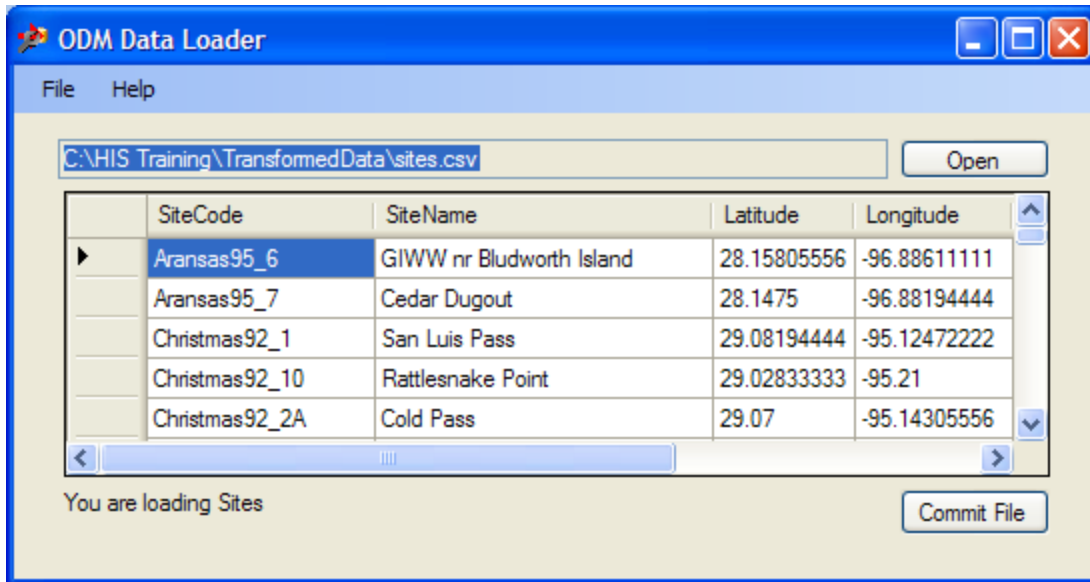 ODM Data Loader
File Help
C:\HIS Training\TransformedData\sites.csv Open
SiteCode SiteName Latitude Longitude
Aransas95_6 GIWW nr Bludworth Island 28.15805556 -96.88611111
Aransas95_7 Cedar Dugout 28.1475 -96.88194444
Christmas92_1 San Luis Pass 29.08194444 -95.12472222
Christmas92_10 Rattlesnake Point 29.02833333 -95.21
Christmas92_2A Cold Pass 29.07 -95.14305556
You are loading Sites Commit File